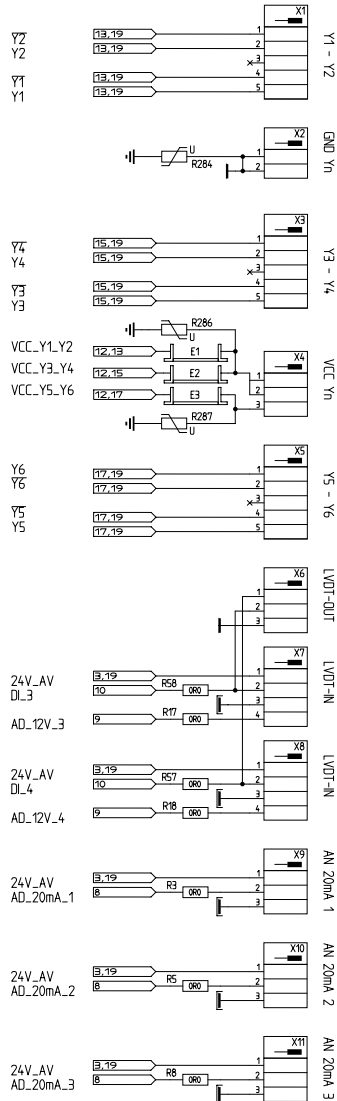 X1
Y̅2̅ 13,19 1
Y2 13,19 2
3
Y̅1̅ 13,19 4
Y1 13,19 5
Y1 - Y2
X2
U 1
R284 2
GND Yn
X3
Y̅4̅ 15,19 1
Y4 15,19 2
3
Y̅3̅ 15,19 4
Y3 15,19 5
Y3 - Y4
R286
U
X4
VCC_Y1_Y2 12,13 E1 1
VCC_Y3_Y4 12,15 E2 2
VCC_Y5_Y6 12,17 E3 3
R287
U
VCC Yn
X5
Y6 17,19 1
Y̅6̅ 17,19 2
3
Y̅5̅ 17,19 4
Y5 17,19 5
Y5 - Y6
X6
1
2
3
LVDT-OUT
X7
24V_AV 3,19 1
DI_3 10 R58 0R0 2
3
AD_12V_3 9 R17 0R0 4
LVDT-IN
X8
24V_AV 3,19 1
DI_4 10 R57 0R0 2
3
AD_12V_4 9 R18 0R0 4
LVDT-IN
X9
24V_AV 3,19 1
AD_20mA_1 8 R3 0R0 2
3
AN 20mA 1
X10
24V_AV 3,19 1
AD_20mA_2 8 R5 0R0 2
3
AN 20mA 2
X11
24V_AV 3,19 1
AD_20mA_3 8 R8 0R0 2
3
AN 20mA 3